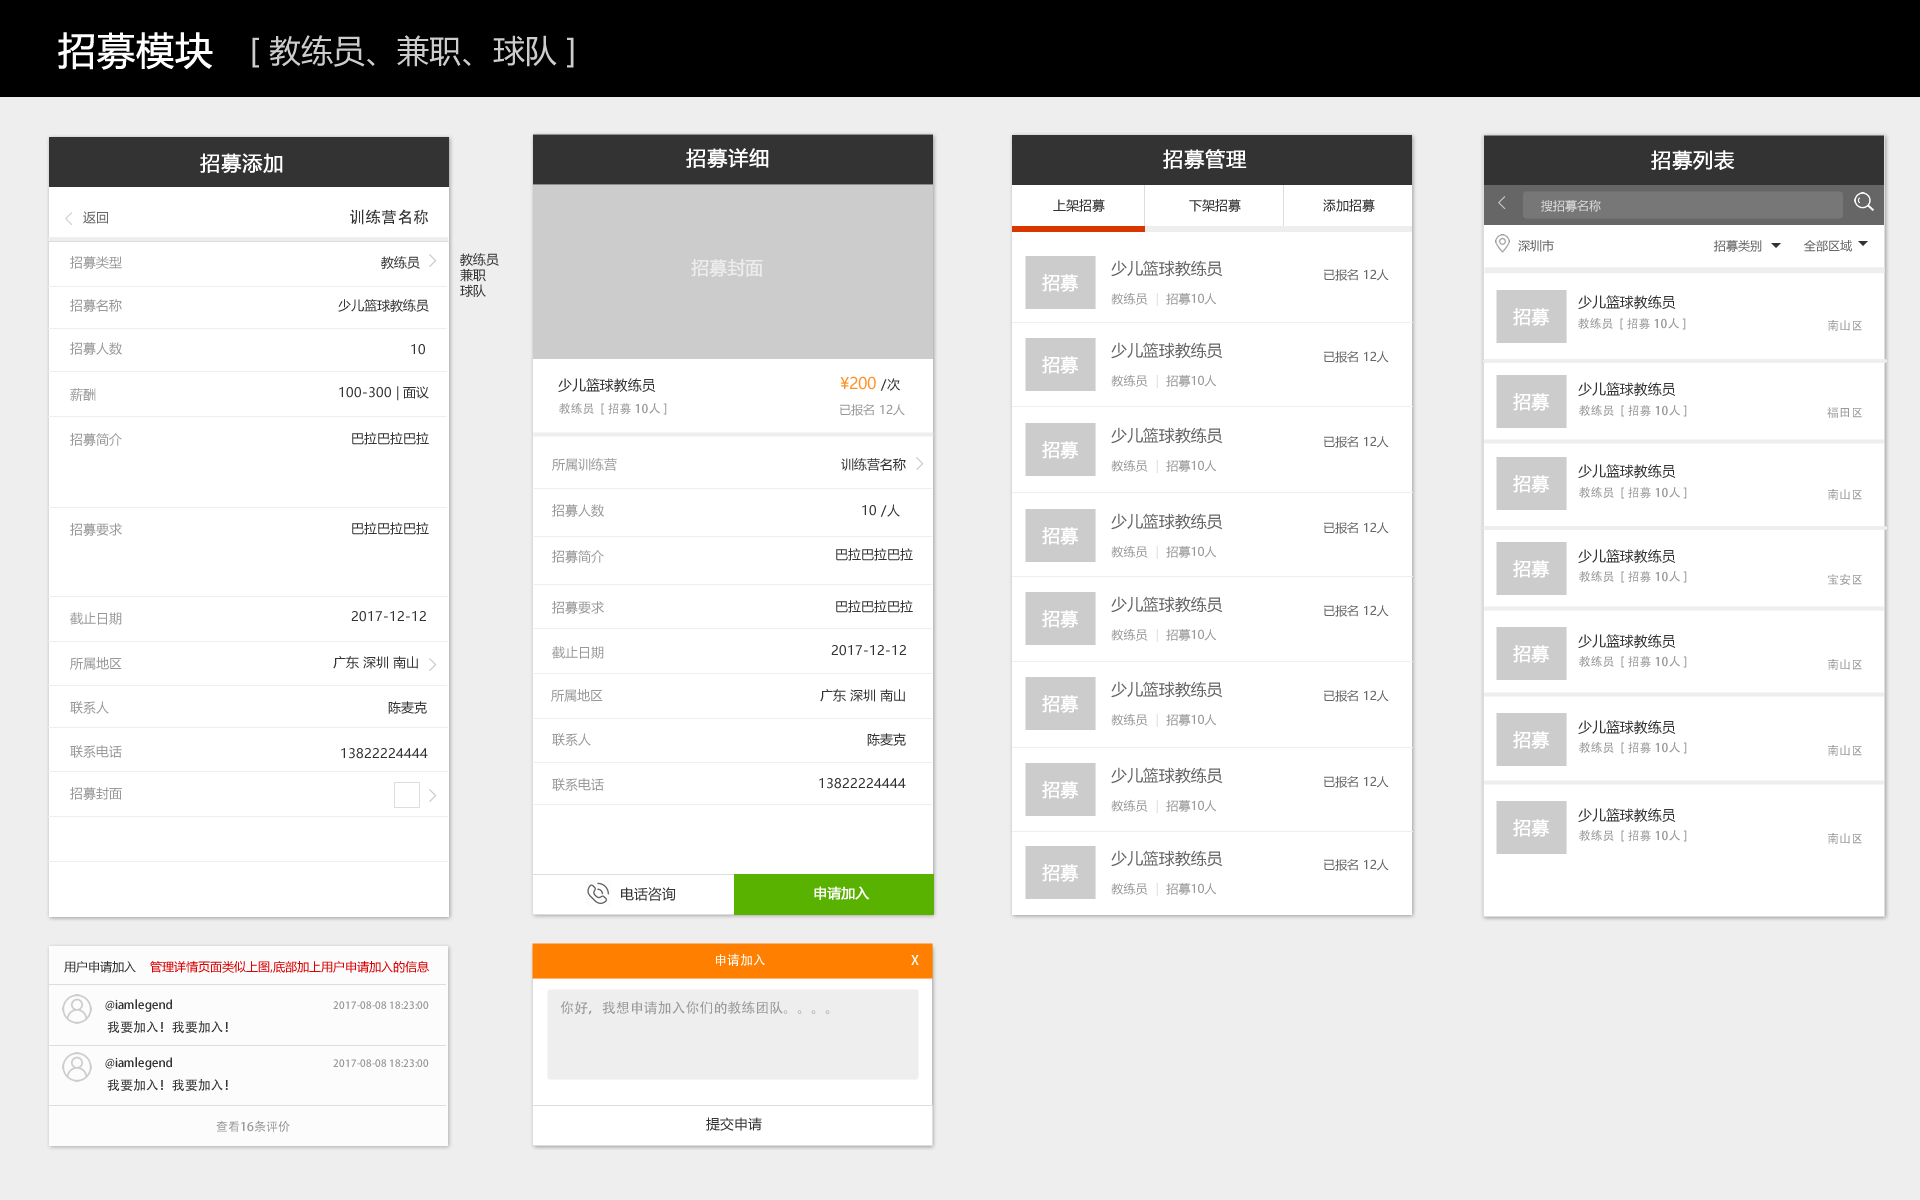 招募模块 [ 教练员、兼职、球队 ]
招募添加
返回 训练营名称
招募类型 教练员
教练员
兼职
球队
招募名称 少儿篮球教练员
招募人数 10
薪酬 100-300 | 面议
招募简介 巴拉巴拉巴拉
招募要求 巴拉巴拉巴拉
截止日期 2017-12-12
所属地区 广东 深圳 南山
联系人 陈麦克
联系电话 13822224444
招募封面
招募详细
招募封面
少儿篮球教练员 ¥200 /次
教练员 [ 招募 10人 ] 已报名 12人
所属训练营 训练营名称
招募人数 10 /人
招募简介 巴拉巴拉巴拉
招募要求 巴拉巴拉巴拉
截止日期 2017-12-12
所属地区 广东 深圳 南山
联系人 陈麦克
联系电话 13822224444
电话咨询 申请加入
招募管理
上架招募 下架招募 添加招募
招募 少儿篮球教练员 已报名 12人
教练员 | 招募10人
招募 少儿篮球教练员 已报名 12人
教练员 | 招募10人
招募 少儿篮球教练员 已报名 12人
教练员 | 招募10人
招募 少儿篮球教练员 已报名 12人
教练员 | 招募10人
招募 少儿篮球教练员 已报名 12人
教练员 | 招募10人
招募 少儿篮球教练员 已报名 12人
教练员 | 招募10人
招募 少儿篮球教练员 已报名 12人
教练员 | 招募10人
招募 少儿篮球教练员 已报名 12人
教练员 | 招募10人
招募列表
搜招募名称
深圳市 招募类别 全部区域
招募 少儿篮球教练员
教练员 [ 招募 10人 ] 南山区
招募 少儿篮球教练员
教练员 [ 招募 10人 ] 福田区
招募 少儿篮球教练员
教练员 [ 招募 10人 ] 南山区
招募 少儿篮球教练员
教练员 [ 招募 10人 ] 宝安区
招募 少儿篮球教练员
教练员 [ 招募 10人 ] 南山区
招募 少儿篮球教练员
教练员 [ 招募 10人 ] 南山区
招募 少儿篮球教练员
教练员 [ 招募 10人 ] 南山区
用户申请加入 管理详情页面类似上图,底部加上用户申请加入的信息
@iamlegend 2017-08-08 18:23:00
我要加入！我要加入！
@iamlegend 2017-08-08 18:23:00
我要加入！我要加入！
查看16条评价
申请加入 X
你好，我想申请加入你们的教练团队。。。。
提交申请